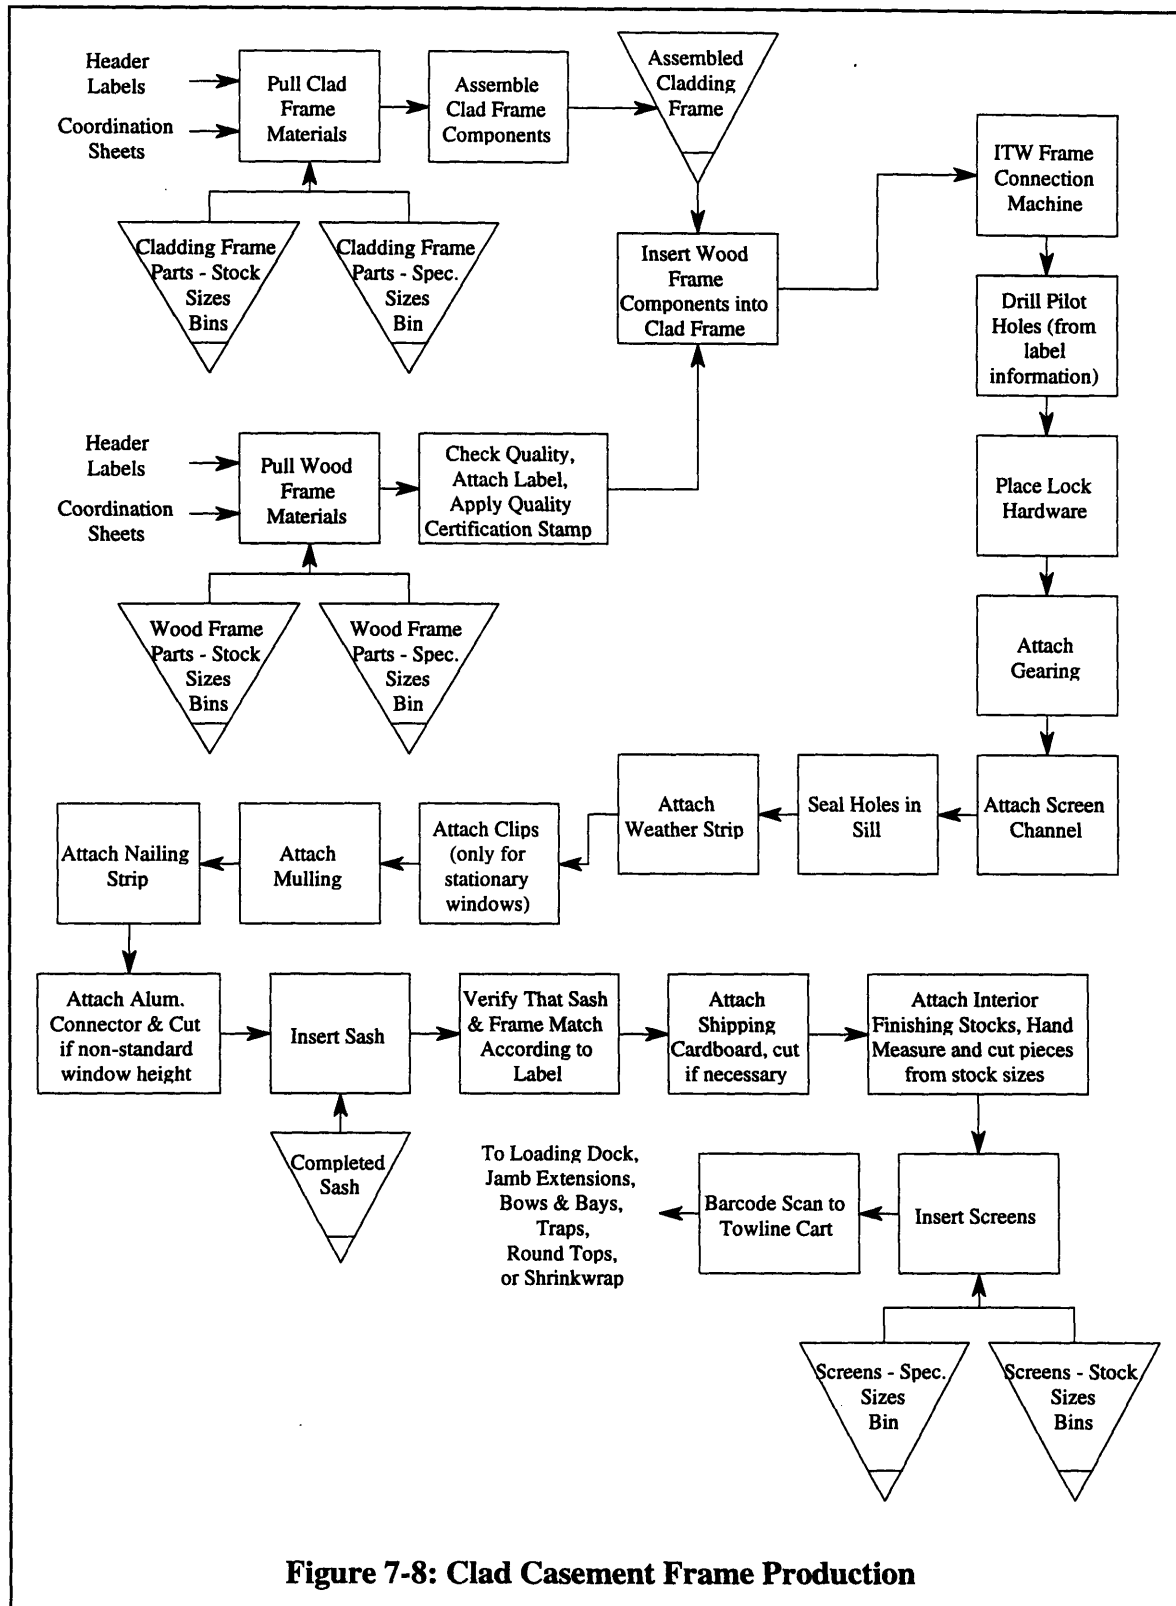 Header
Labels
Coordination
Sheets
Pull Clad
Frame
Materials
Assemble
Clad Frame
Components
Assembled
Cladding
Frame
Cladding Frame
Parts - Stock
Sizes
Bins
Cladding Frame
Parts - Spec.
Sizes
Bin
Insert Wood
Frame
Components into
Clad Frame
ITW Frame
Connection
Machine
Drill Pilot
Holes (from
label
information)
Header
Labels
Coordination
Sheets
Pull Wood
Frame
Materials
Check Quality,
Attach Label,
Apply Quality
Certification Stamp
Place Lock
Hardware
Wood Frame
Parts - Stock
Sizes
Bins
Wood Frame
Parts - Spec.
Sizes
Bin
Attach
Gearing
Attach Screen
Channel
Seal Holes in
Sill
Attach
Weather Strip
Attach Clips
(only for
stationary
windows)
Attach
Mulling
Attach Nailing
Strip
Attach Alum.
Connector & Cut
if non-standard
window height
Insert Sash
Verify That Sash
& Frame Match
According to
Label
Attach
Shipping
Cardboard, cut
if necessary
Attach Interior
Finishing Stocks, Hand
Measure and cut pieces
from stock sizes
Completed
Sash
To Loading Dock,
Jamb Extensions,
Bows & Bays,
Traps,
Round Tops,
or Shrinkwrap
Barcode Scan to
Towline Cart
Insert Screens
Screens - Spec.
Sizes
Bin
Screens - Stock
Sizes
Bins
Figure 7-8: Clad Casement Frame Production